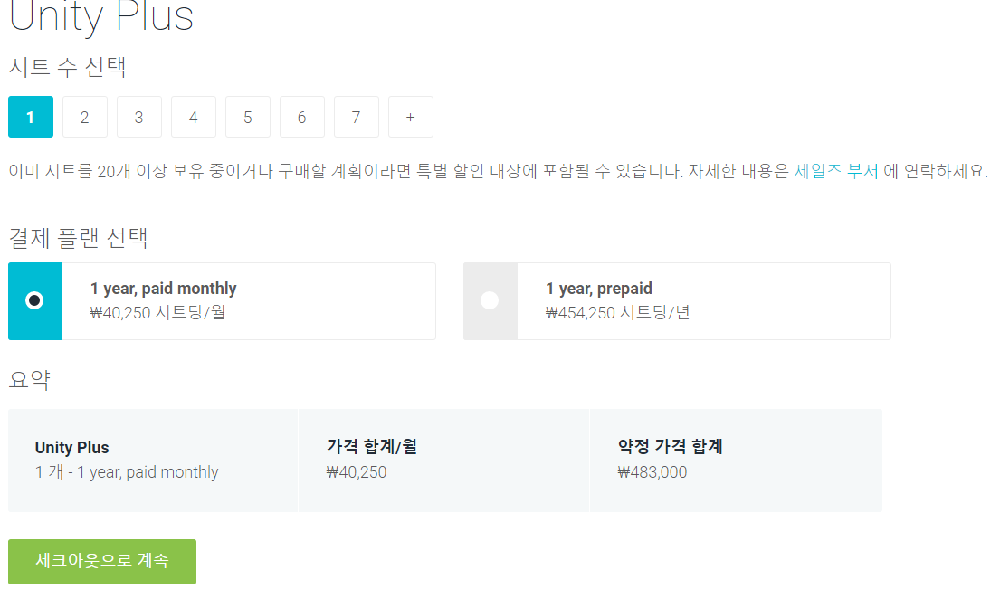 Unity Plus
시트 수 선택
1 2 3 4 5 6 7 +
이미 시트를 20개 이상 보유 중이거나 구매할 계획이라면 특별 할인 대상에 포함될 수 있습니다. 자세한 내용은 세일즈 부서 에 연락하세요.
결제 플랜 선택
1 year, paid monthly
₩40,250 시트당/월
1 year, prepaid
₩454,250 시트당/년
요약
Unity Plus
1 개 - 1 year, paid monthly
가격 합계/월
₩40,250
약정 가격 합계
₩483,000
체크아웃으로 계속